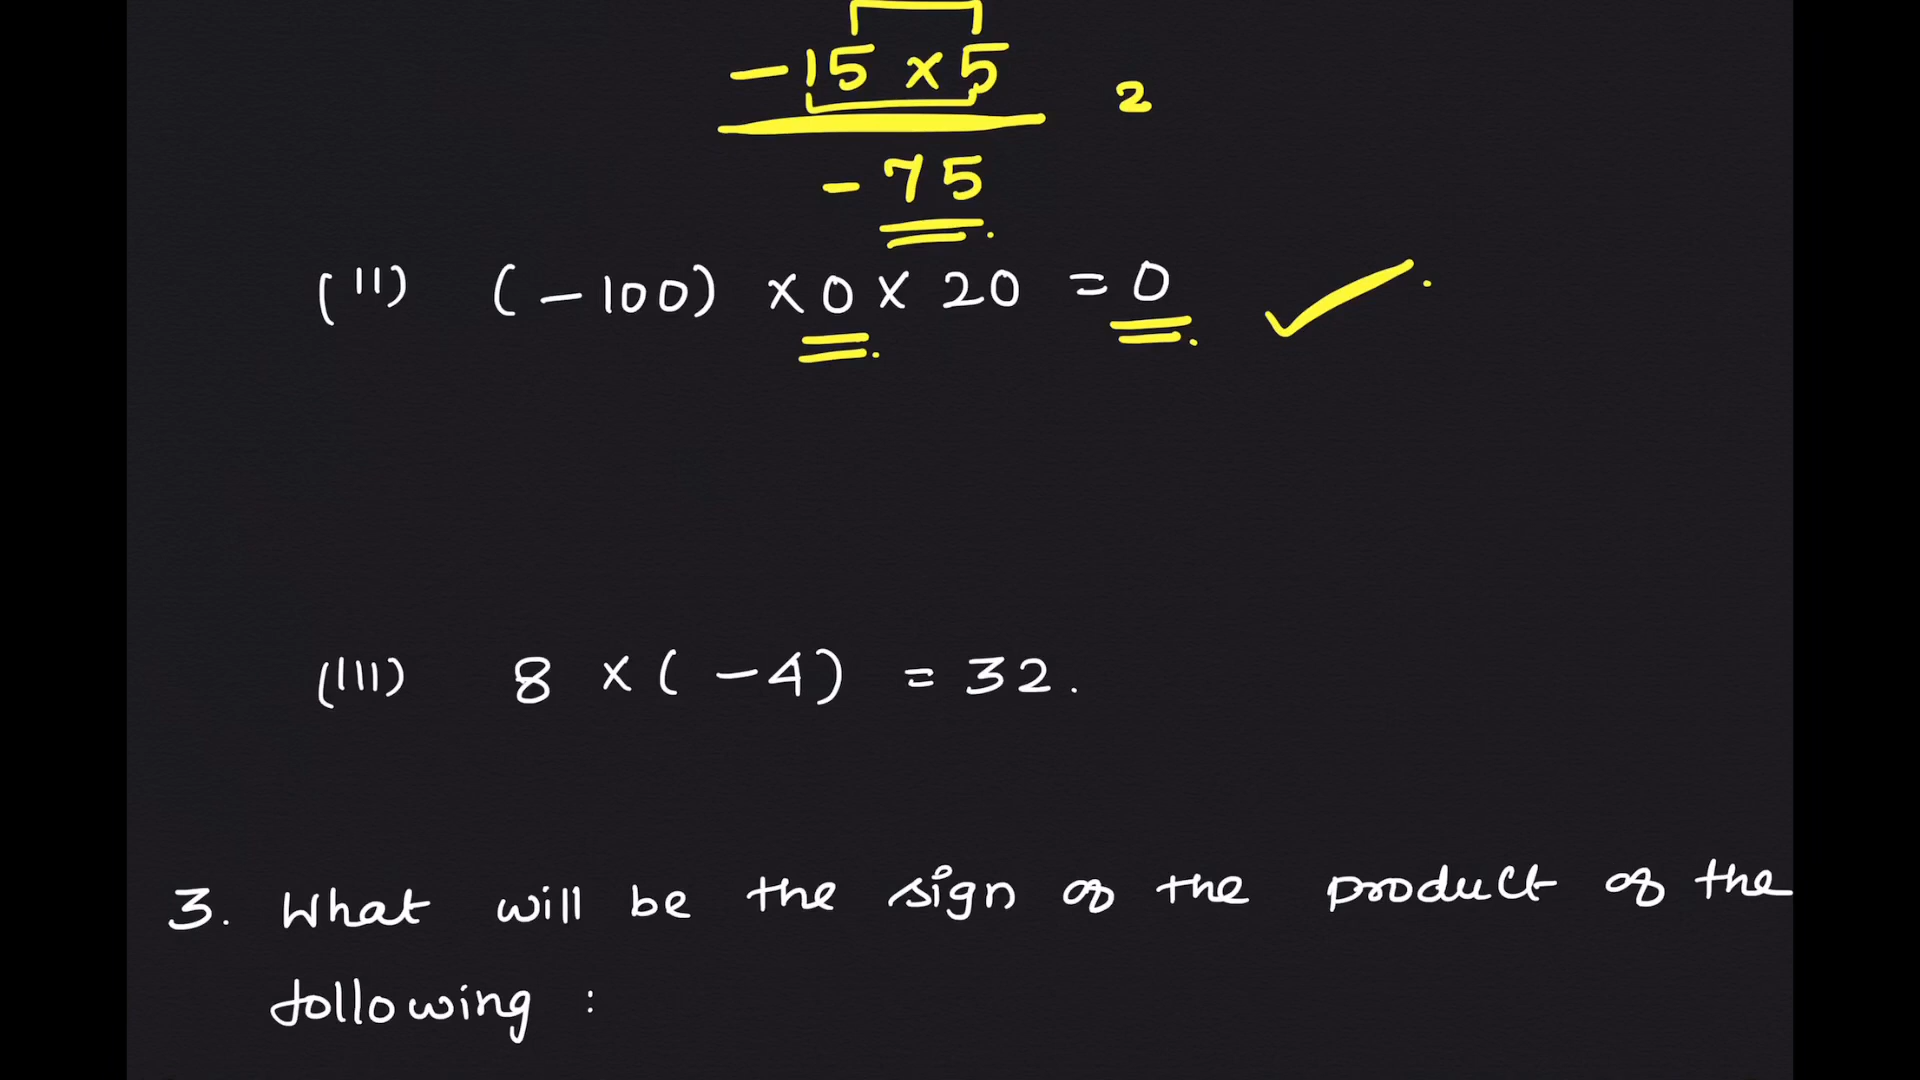 -15 × 5
2
-75
(II) (-100) × 0 × 20 = 0
(III) 8 × (-4) = 32.
3. What will be the sign of the product of the
following :